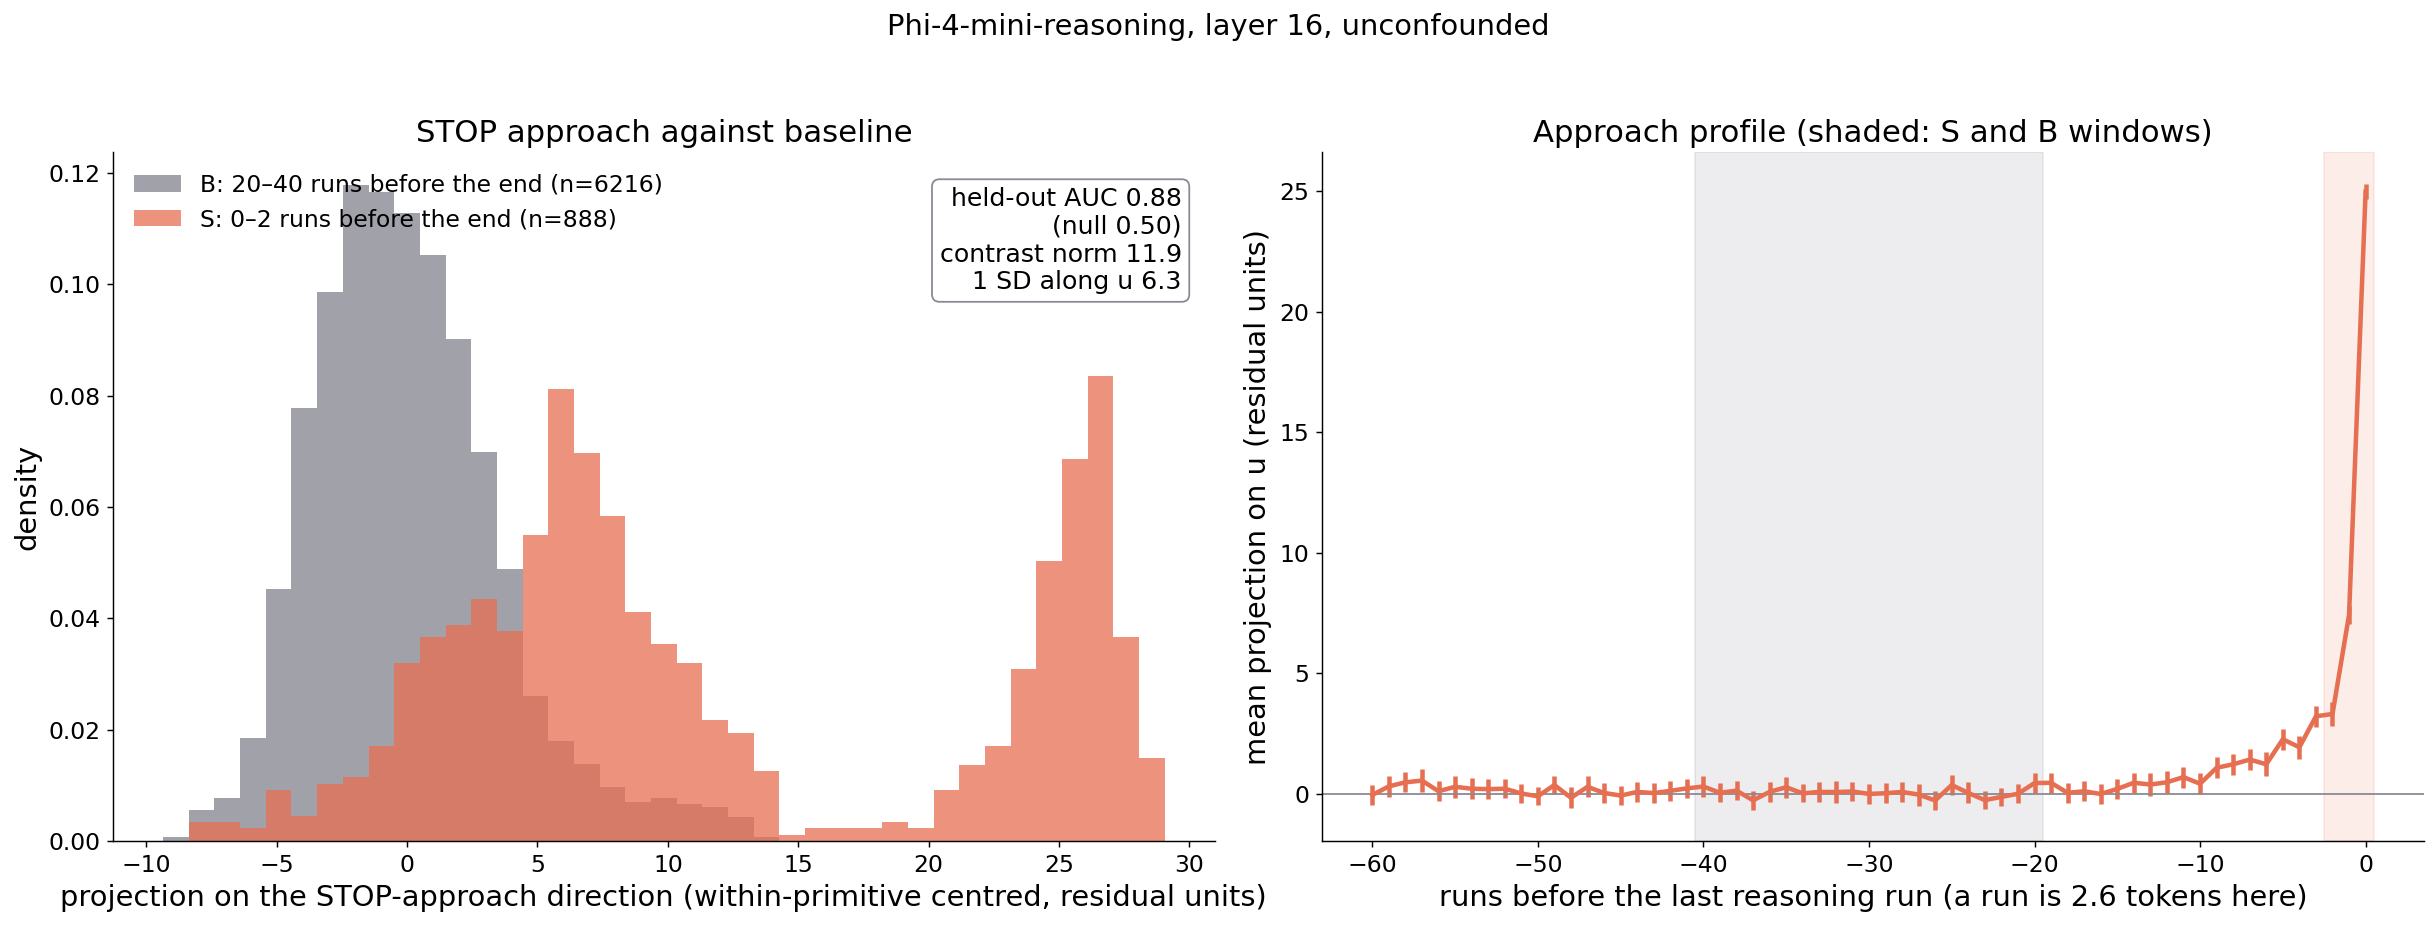 Phi-4-mini-reasoning, layer 16, unconfounded
STOP approach against baseline
B: 20–40 runs before the end (n=6216)
S: 0–2 runs before the end (n=888)
held-out AUC 0.88
(null 0.50)
contrast norm 11.9
1 SD along u 6.3
density
0.12
0.10
0.08
0.06
0.04
0.02
0.00
−10 −5 0 5 10 15 20 25 30
projection on the STOP-approach direction (within-primitive centred, residual units)
Approach profile (shaded: S and B windows)
mean projection on u (residual units)
25
20
15
10
5
0
−60 −50 −40 −30 −20 −10 0
runs before the last reasoning run (a run is 2.6 tokens here)